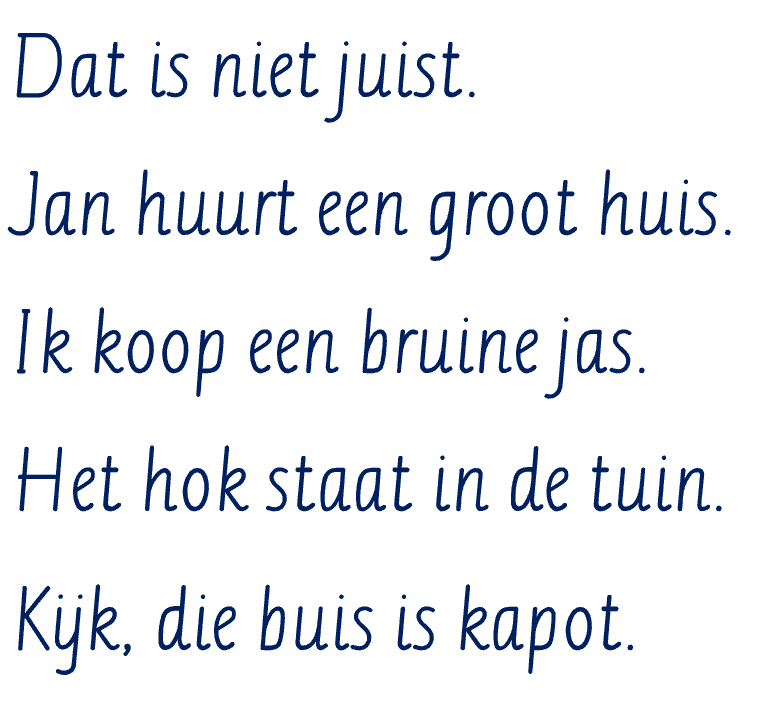 Dat is niet juist.
Jan huurt een groot huis.
Ik koop een bruine jas.
Het hok staat in de tuin.
Kijk, die buis is kapot.